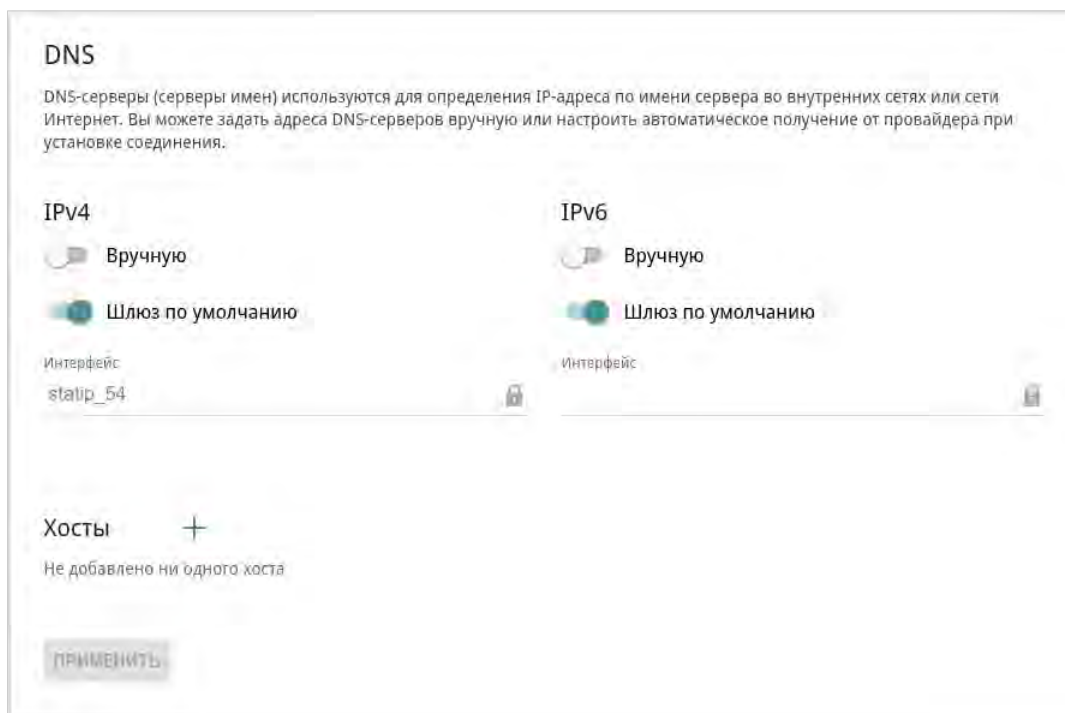 DNS
DNS-серверы (серверы имен) используются для определения IP-адреса по имени сервера во внутренних сетях или сети
Интернет. Вы можете задать адреса DNS-серверов вручную или настроить автоматическое получение от провайдера при
установке соединения.
IPv4
Вручную
Шлюз по умолчанию
Интерфейс
statip_54
IPv6
Вручную
Шлюз по умолчанию
Интерфейс
Хосты
Не добавлено ни одного хоста
ПРИМЕНИТЬ